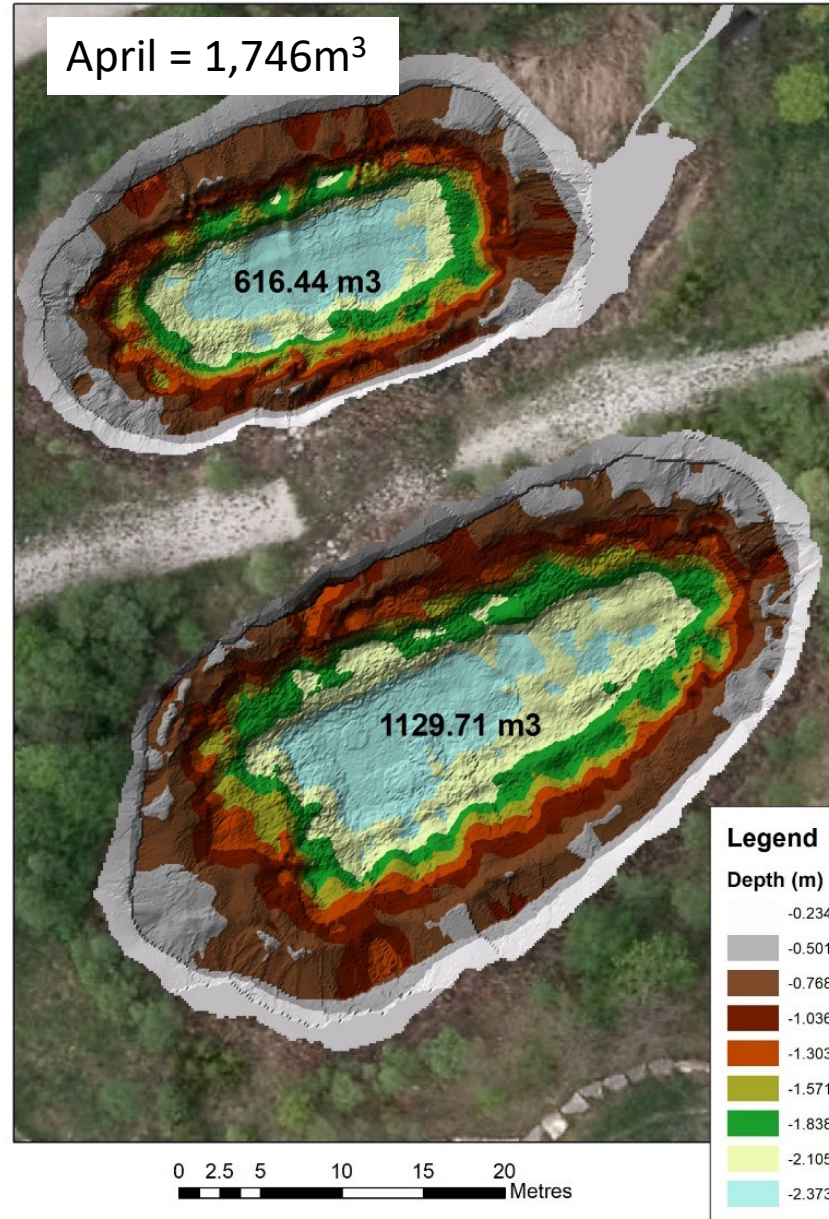 April = 1,746m³
616.44 m3
1129.71 m3
Legend
Depth (m)
-0.234
-0.501
-0.768
-1.036
-1.303
-1.571
-1.838
-2.105
-2.373
0 2.5 5 10 15 20
Metres